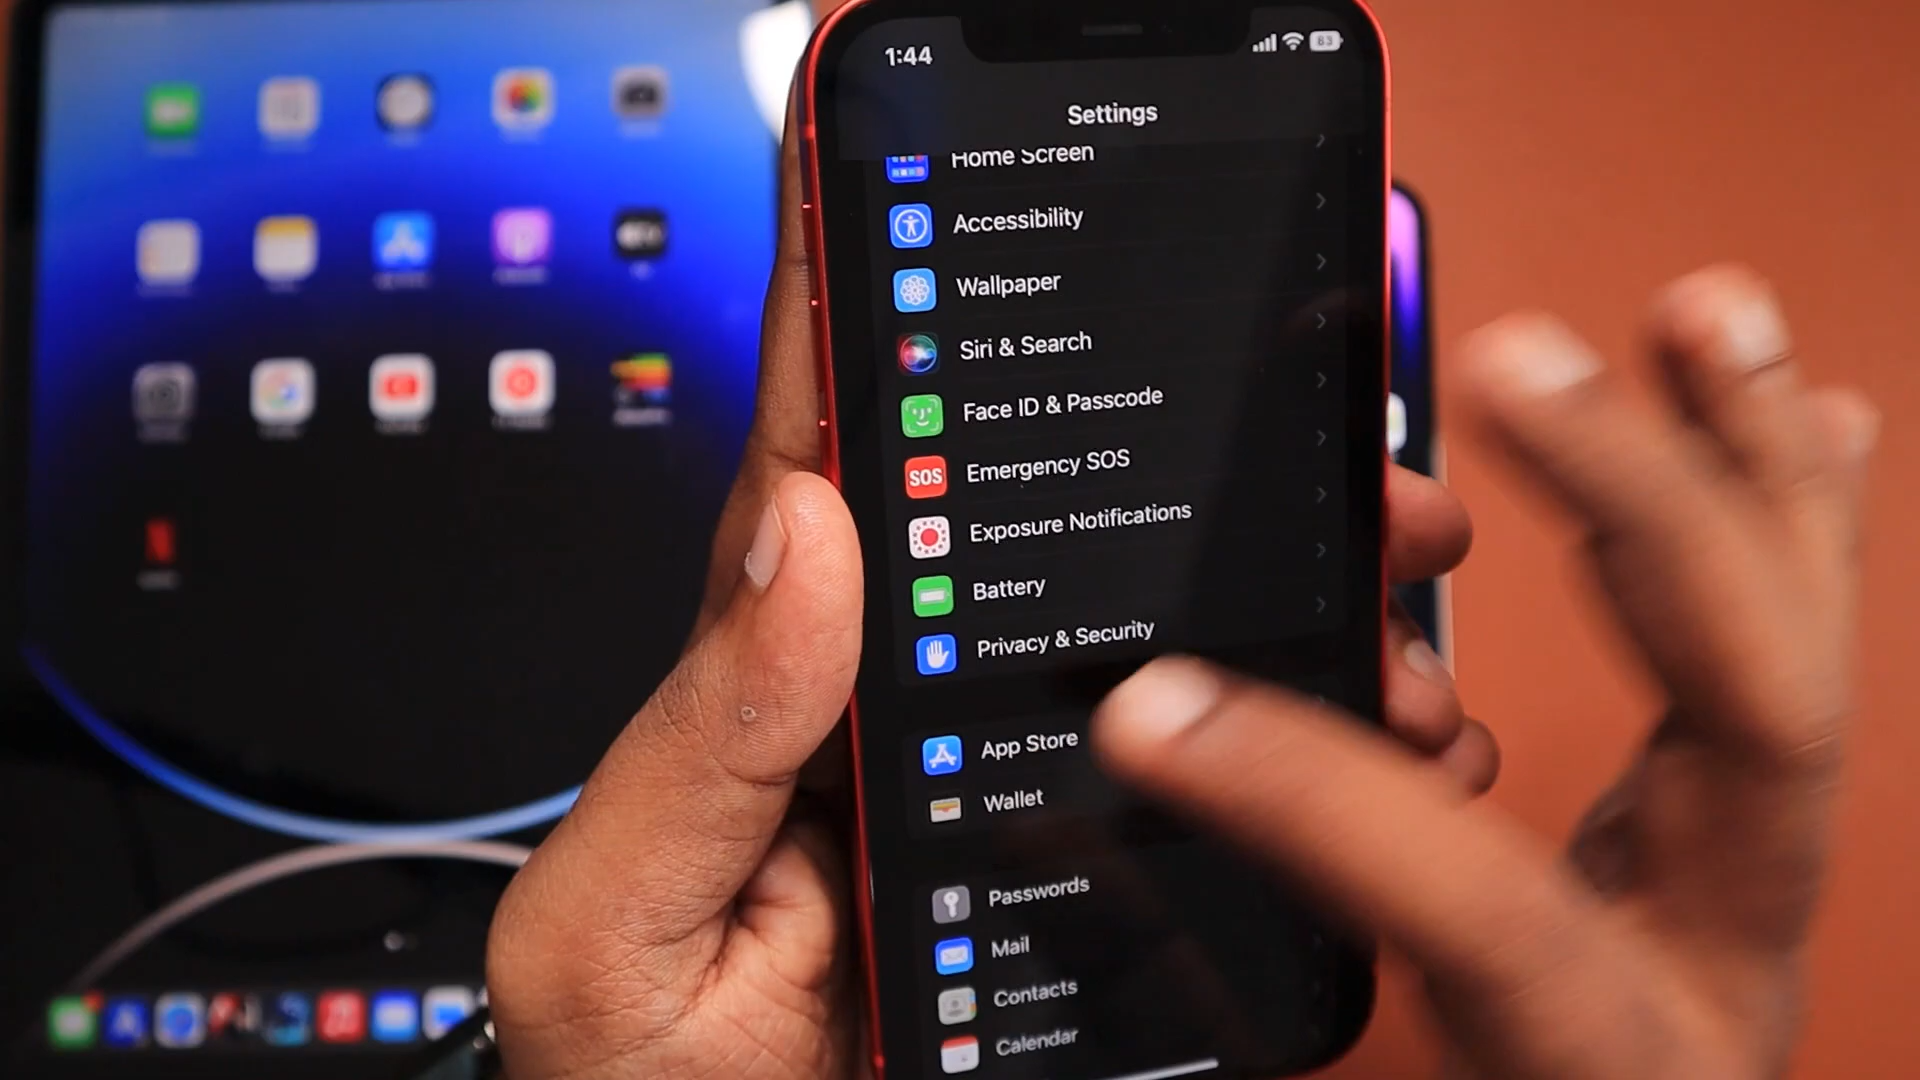 1:44
83
Settings
Home Screen
Accessibility
Wallpaper
Siri & Search
Face ID & Passcode
SOS
Emergency SOS
Exposure Notifications
Battery
Privacy & Security
App Store
Wallet
Passwords
Mail
Contacts
Calendar